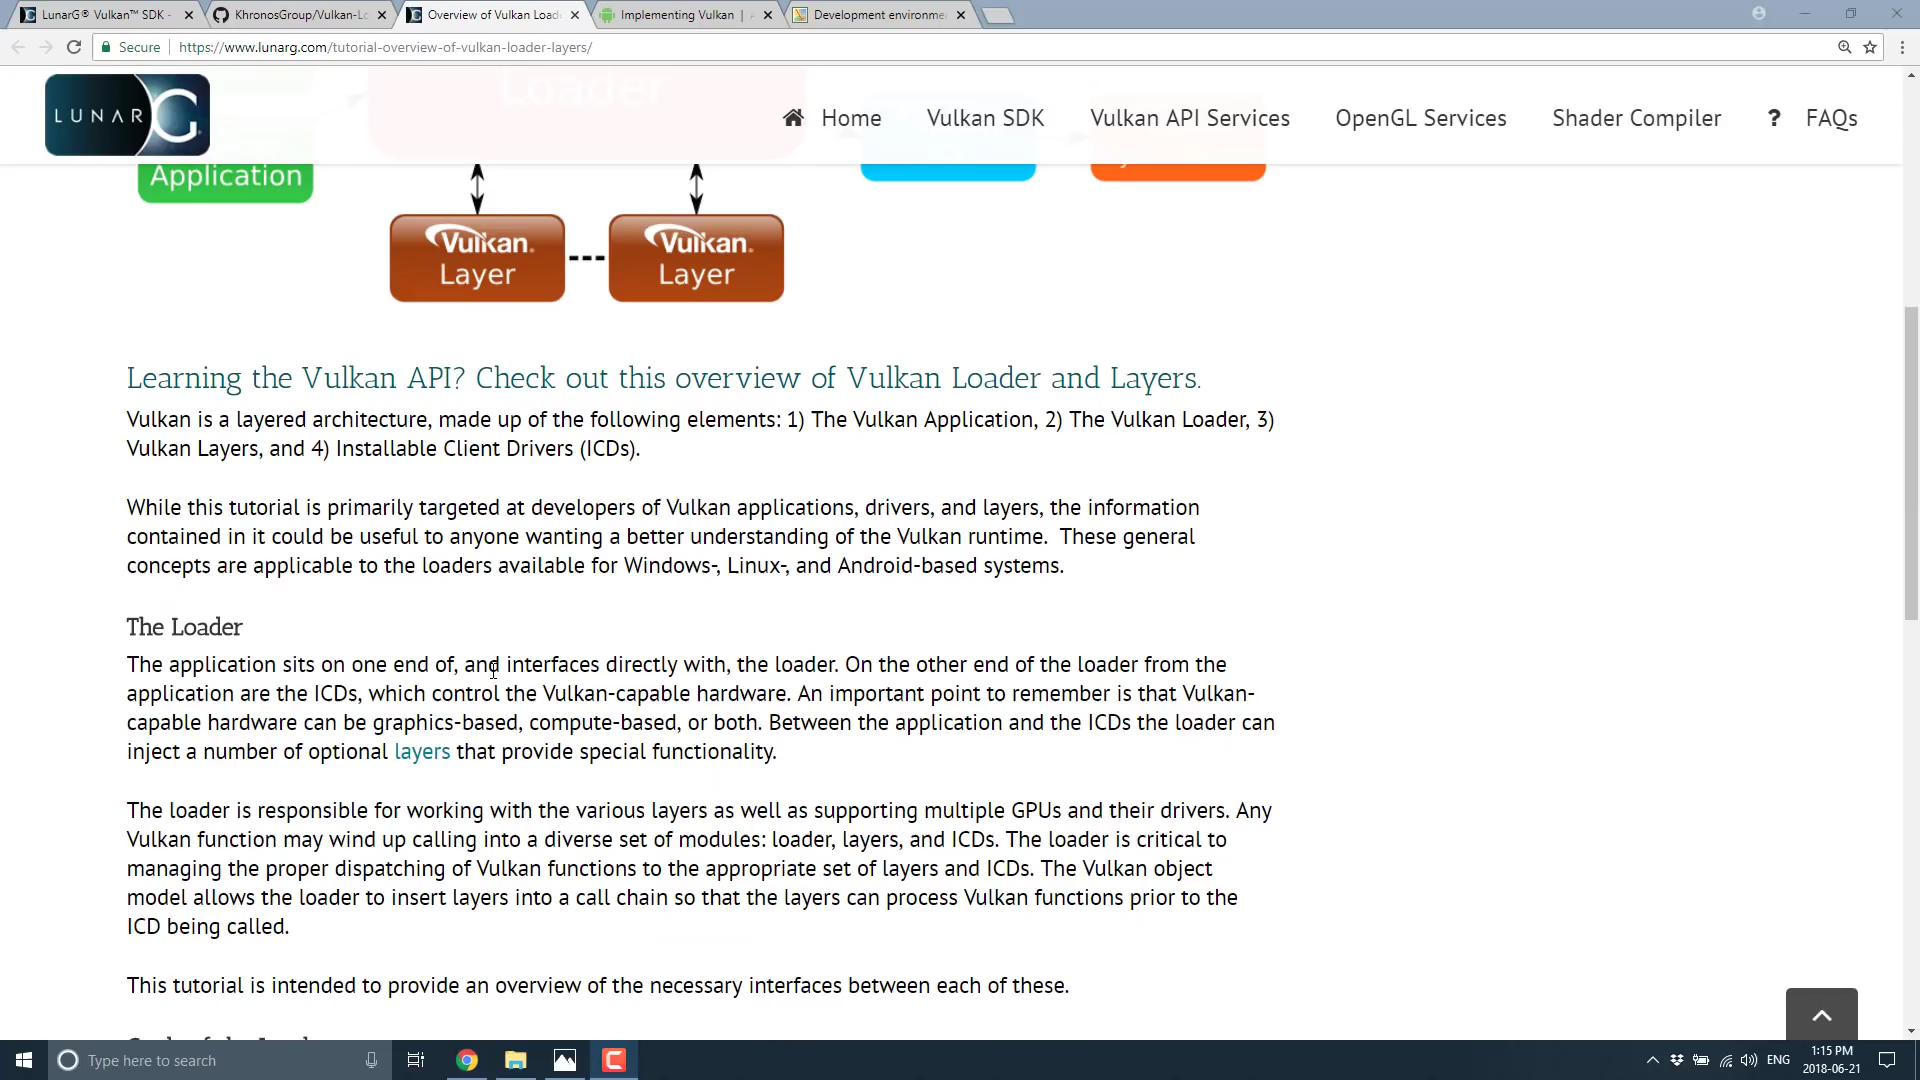 LunarG® Vulkan™ SDK -
KhronosGroup/Vulkan-Lo
Overview of Vulkan Load
Implementing Vulkan |
Development environme
Secure
https://www.lunarg.com/tutorial-overview-of-vulkan-loader-layers/
LUNAR G
Loader
Home
Vulkan SDK
Vulkan API Services
OpenGL Services
Shader Compiler
? FAQs
Application
Vulkan.
Layer
Vulkan.
Layer
Learning the Vulkan API? Check out this overview of Vulkan Loader and Layers.
Vulkan is a layered architecture, made up of the following elements: 1) The Vulkan Application, 2) The Vulkan Loader, 3)
Vulkan Layers, and 4) Installable Client Drivers (ICDs).
While this tutorial is primarily targeted at developers of Vulkan applications, drivers, and layers, the information
contained in it could be useful to anyone wanting a better understanding of the Vulkan runtime.  These general
concepts are applicable to the loaders available for Windows-, Linux-, and Android-based systems.
The Loader
The application sits on one end of, and interfaces directly with, the loader. On the other end of the loader from the
application are the ICDs, which control the Vulkan-capable hardware. An important point to remember is that Vulkan-
capable hardware can be graphics-based, compute-based, or both. Between the application and the ICDs the loader can
inject a number of optional layers that provide special functionality.
The loader is responsible for working with the various layers as well as supporting multiple GPUs and their drivers. Any
Vulkan function may wind up calling into a diverse set of modules: loader, layers, and ICDs. The loader is critical to
managing the proper dispatching of Vulkan functions to the appropriate set of layers and ICDs. The Vulkan object
model allows the loader to insert layers into a call chain so that the layers can process Vulkan functions prior to the
ICD being called.
This tutorial is intended to provide an overview of the necessary interfaces between each of these.
Type here to search
ENG
1:15 PM
2018-06-21